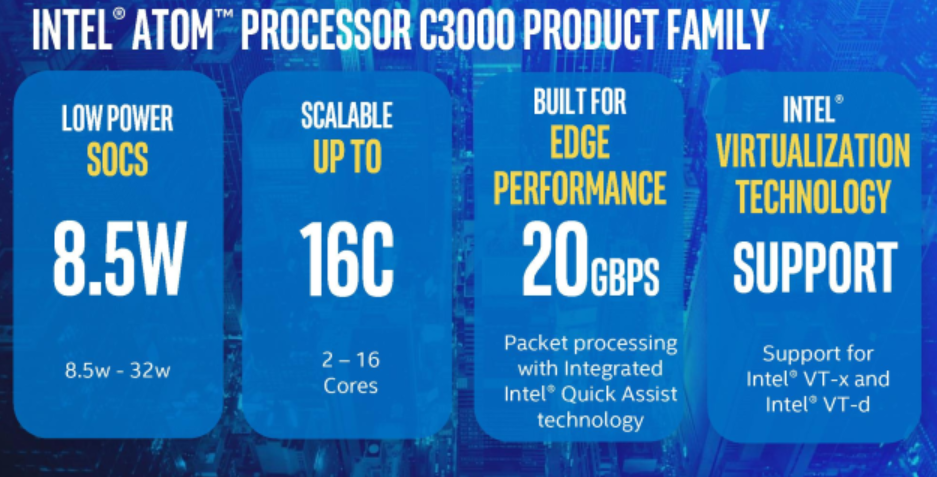 INTEL® ATOM™ PROCESSOR C3000 PRODUCT FAMILY
LOW POWER
SOCS
8.5W
8.5w - 32w
SCALABLE
UP TO
16C
2 – 16
Cores
BUILT FOR
EDGE
PERFORMANCE
20GBPS
Packet processing
with Integrated
Intel® Quick Assist
technology
INTEL®
VIRTUALIZATION
TECHNOLOGY
SUPPORT
Support for
Intel® VT-x and
Intel® VT-d